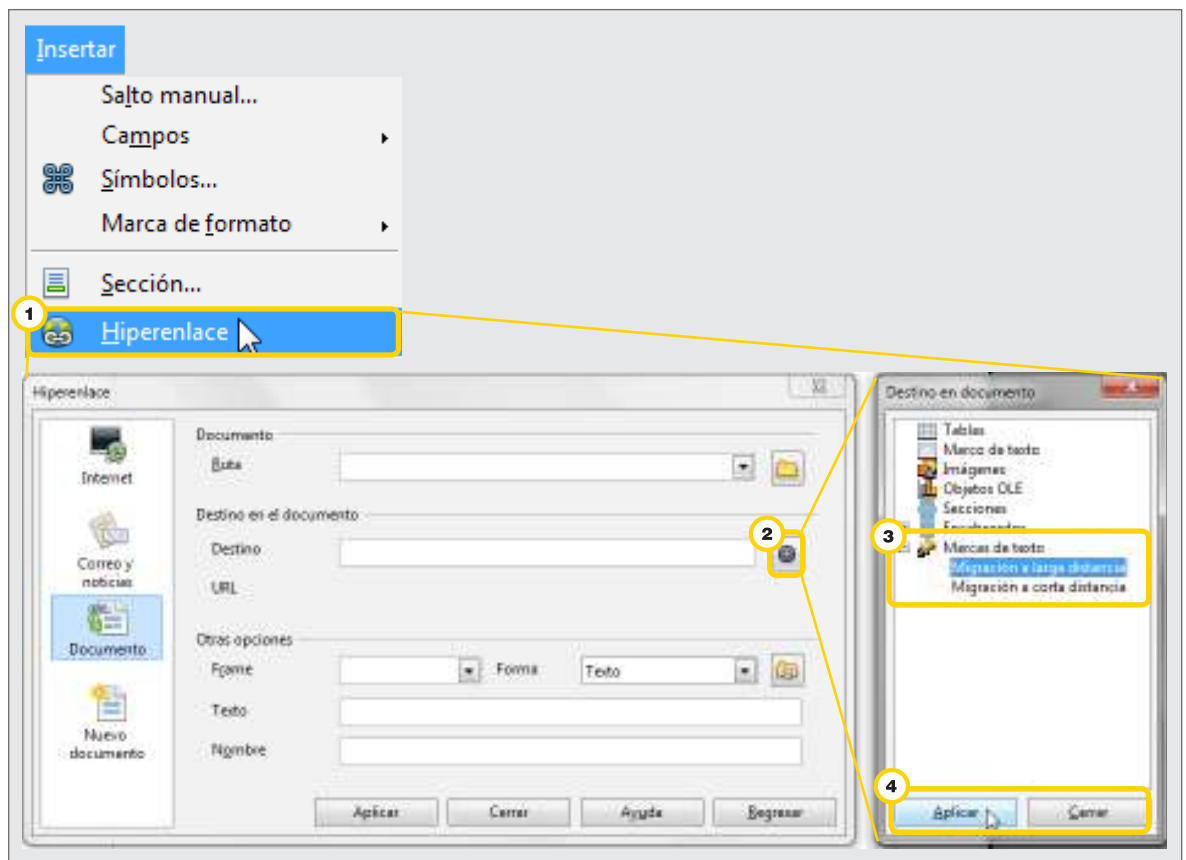 Insertar
Salto manual...
Campos
Símbolos...
Marca de formato
Sección...
1
Hiperenlace
Hiperenlace
Internet
Correo y
noticias
Documento
Nuevo
documento
Documento
Ruta
Destino en el documento
2
Destino
URL
Otras opciones
Frame
Forma
Texto
Texto
Nombre
Aplicar
Cerrar
Ayuda
Regresar
Destino en documento
Tablas
Marco de texto
Imágenes
Objetos OLE
Secciones
Encabezados
3
Marcas de texto
Migración a larga distancia
Migración a corta distancia
4
Aplicar
Cerrar